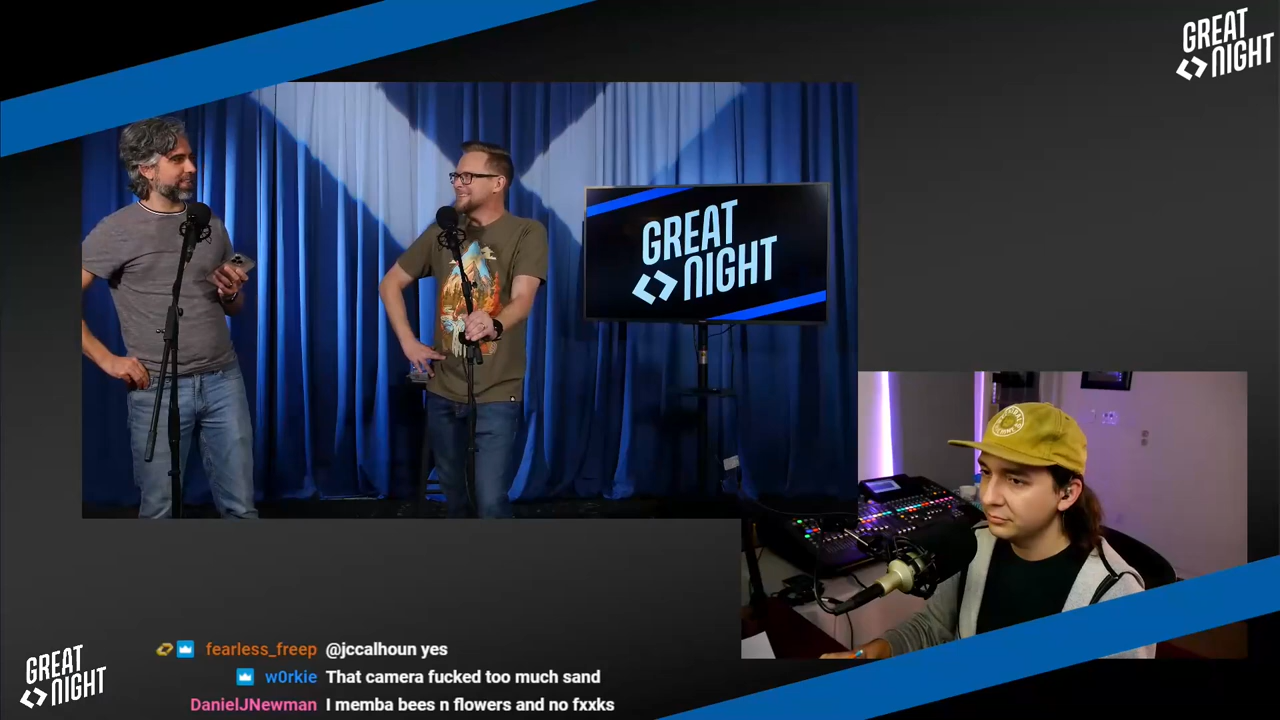 GREAT
NIGHT
GREAT
NIGHT
GREAT
NIGHT
fearless_freep @jccalhoun yes
w0rkie That camera fucked too much sand
DanielJNewman I memba bees n flowers and no fxxks